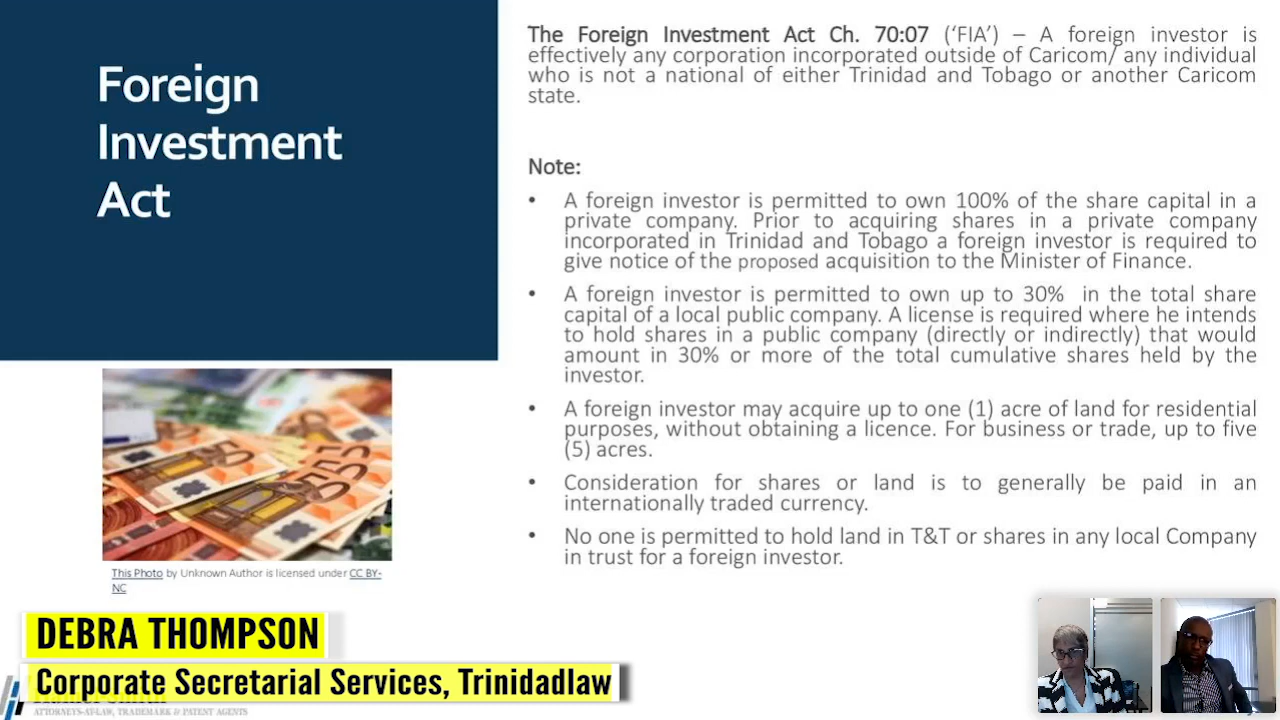 Foreign
Investment
Act
The Foreign Investment Act Ch. 70:07 (‘FIA’) – A foreign investor is
effectively any corporation incorporated outside of Caricom/ any individual
who is not a national of either Trinidad and Tobago or another Caricom
state.
Note:
• A foreign investor is permitted to own 100% of the share capital in a
private company. Prior to acquiring shares in a private company
incorporated in Trinidad and Tobago a foreign investor is required to
give notice of the proposed acquisition to the Minister of Finance.
• A foreign investor is permitted to own up to 30% in the total share
capital of a local public company. A license is required where he intends
to hold shares in a public company (directly or indirectly) that would
amount in 30% or more of the total cumulative shares held by the
investor.
• A foreign investor may acquire up to one (1) acre of land for residential
purposes, without obtaining a licence. For business or trade, up to five
(5) acres.
• Consideration for shares or land is to generally be paid in an
internationally traded currency.
• No one is permitted to hold land in T&T or shares in any local Company
in trust for a foreign investor.
This Photo by Unknown Author is licensed under CC BY-
NC
DEBRA THOMPSON
Corporate Secretarial Services, Trinidadlaw
ATTORNEYS-AT-LAW, TRADEMARK & PATENT AGENTS